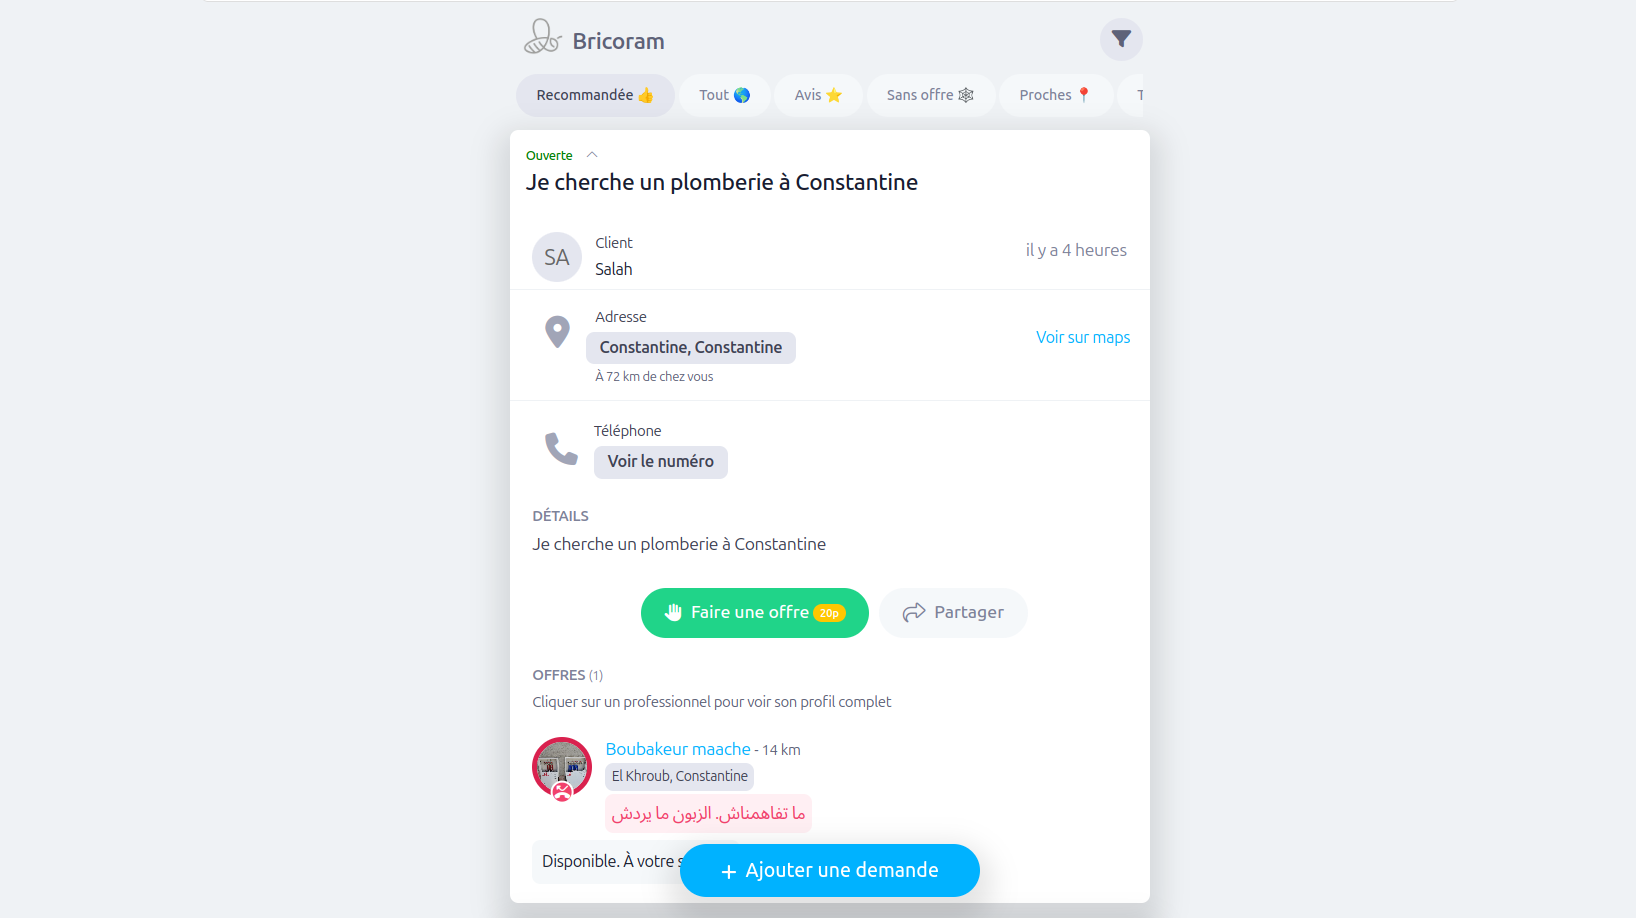 Bricoram
Recommandée 👍
Tout 🌎
Avis ⭐
Sans offre 🕸
Proches 📍
Ouverte
Je cherche un plomberie à Constantine
SA
Client
Salah
il y a 4 heures
Adresse
Constantine, Constantine
À 72 km de chez vous
Voir sur maps
Téléphone
Voir le numéro
DÉTAILS
Je cherche un plomberie à Constantine
Faire une offre 20p
Partager
OFFRES (1)
Cliquer sur un professionnel pour voir son profil complet
Boubakeur maache - 14 km
El Khroub, Constantine
ما تفاهمناش. الزبون ما يردش
Disponible. À votre
+ Ajouter une demande